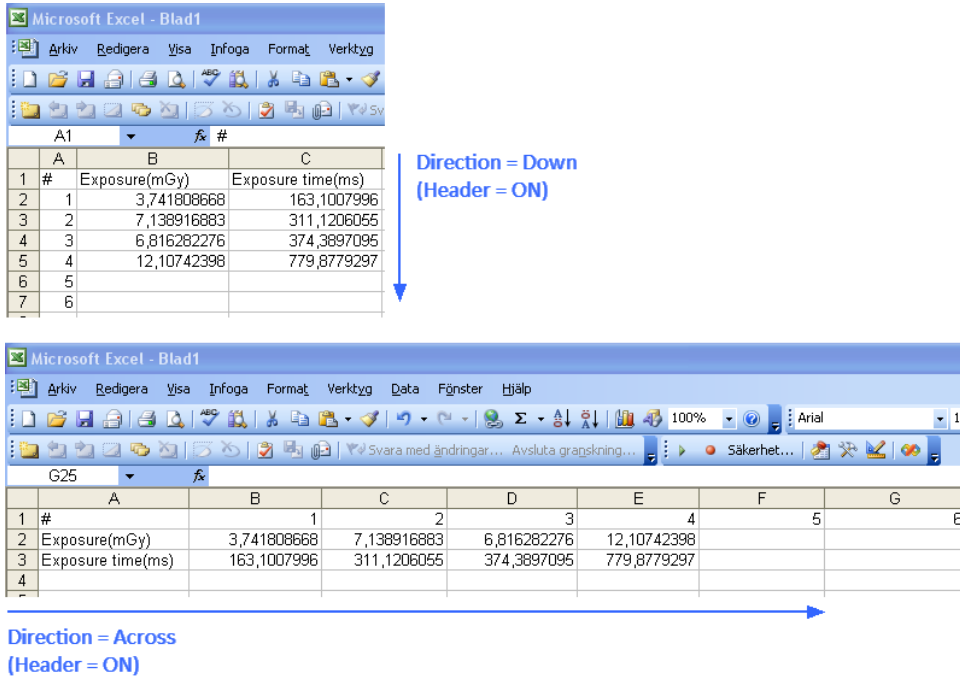 Microsoft Excel - Blad1
Arkiv Redigera Visa Infoga Format Verktyg
A1 fx #
A B C
1 # Exposure(mGy) Exposure time(ms)
2 1 3,741808668 163,1007996
3 2 7,138916883 311,1206055
4 3 6,816282276 374,3897095
5 4 12,10742398 779,8779297
6 5
7 6
Direction = Down
(Header = ON)
Microsoft Excel - Blad1
Arkiv Redigera Visa Infoga Format Verktyg Data Fönster Hjälp
100% Arial 1
Svara med ändringar... Avsluta granskning... Säkerhet...
G25 fx
A B C D E F G
1 # 1 2 3 4 5 6
2 Exposure(mGy) 3,741808668 7,138916883 6,816282276 12,10742398
3 Exposure time(ms) 163,1007996 311,1206055 374,3897095 779,8779297
4
Direction = Across
(Header = ON)